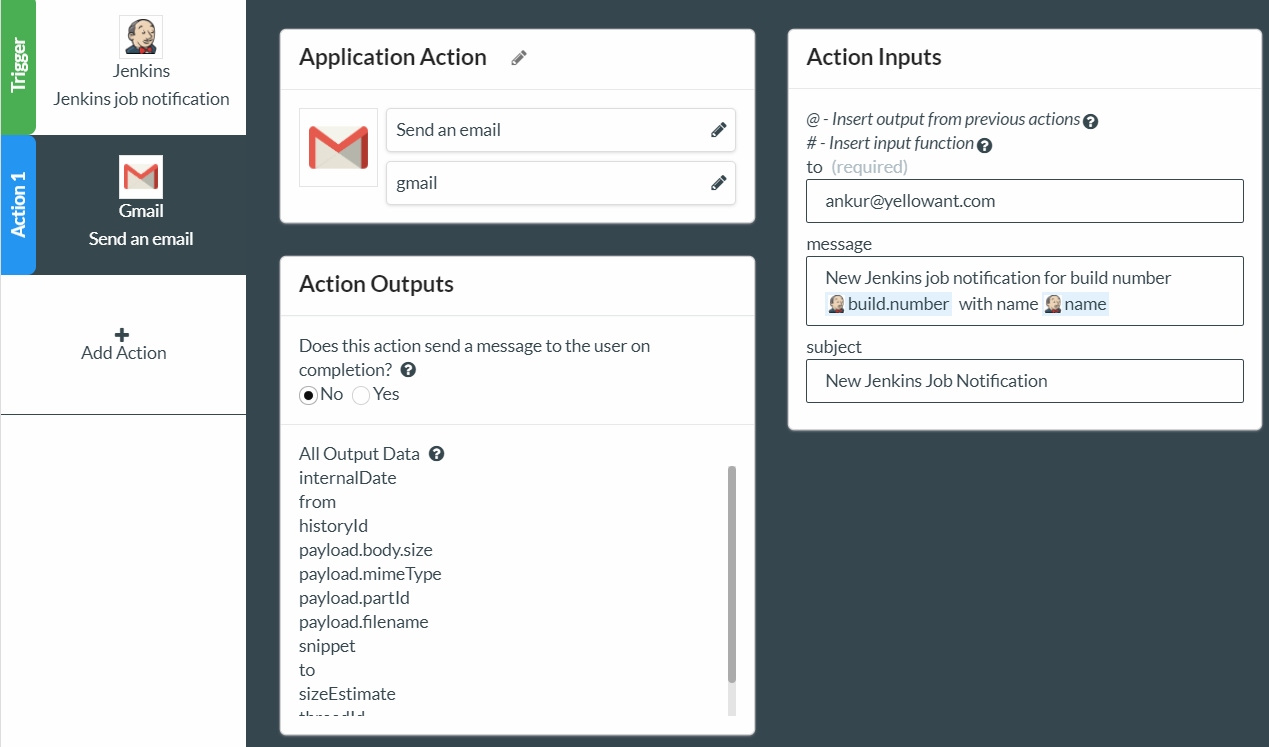 Trigger
Jenkins
Jenkins job notification
Action 1
Gmail
Send an email
Add Action
Application Action
Send an email
gmail
Action Outputs
Does this action send a message to the user on
completion?
No Yes
All Output Data
internalDate
from
historyId
payload.body.size
payload.mimeType
payload.partId
payload.filename
snippet
to
sizeEstimate
Action Inputs
@ - Insert output from previous actions
# - Insert input function
to (required)
ankur@yellowant.com
message
New Jenkins job notification for build number
build.number with name name
subject
New Jenkins Job Notification